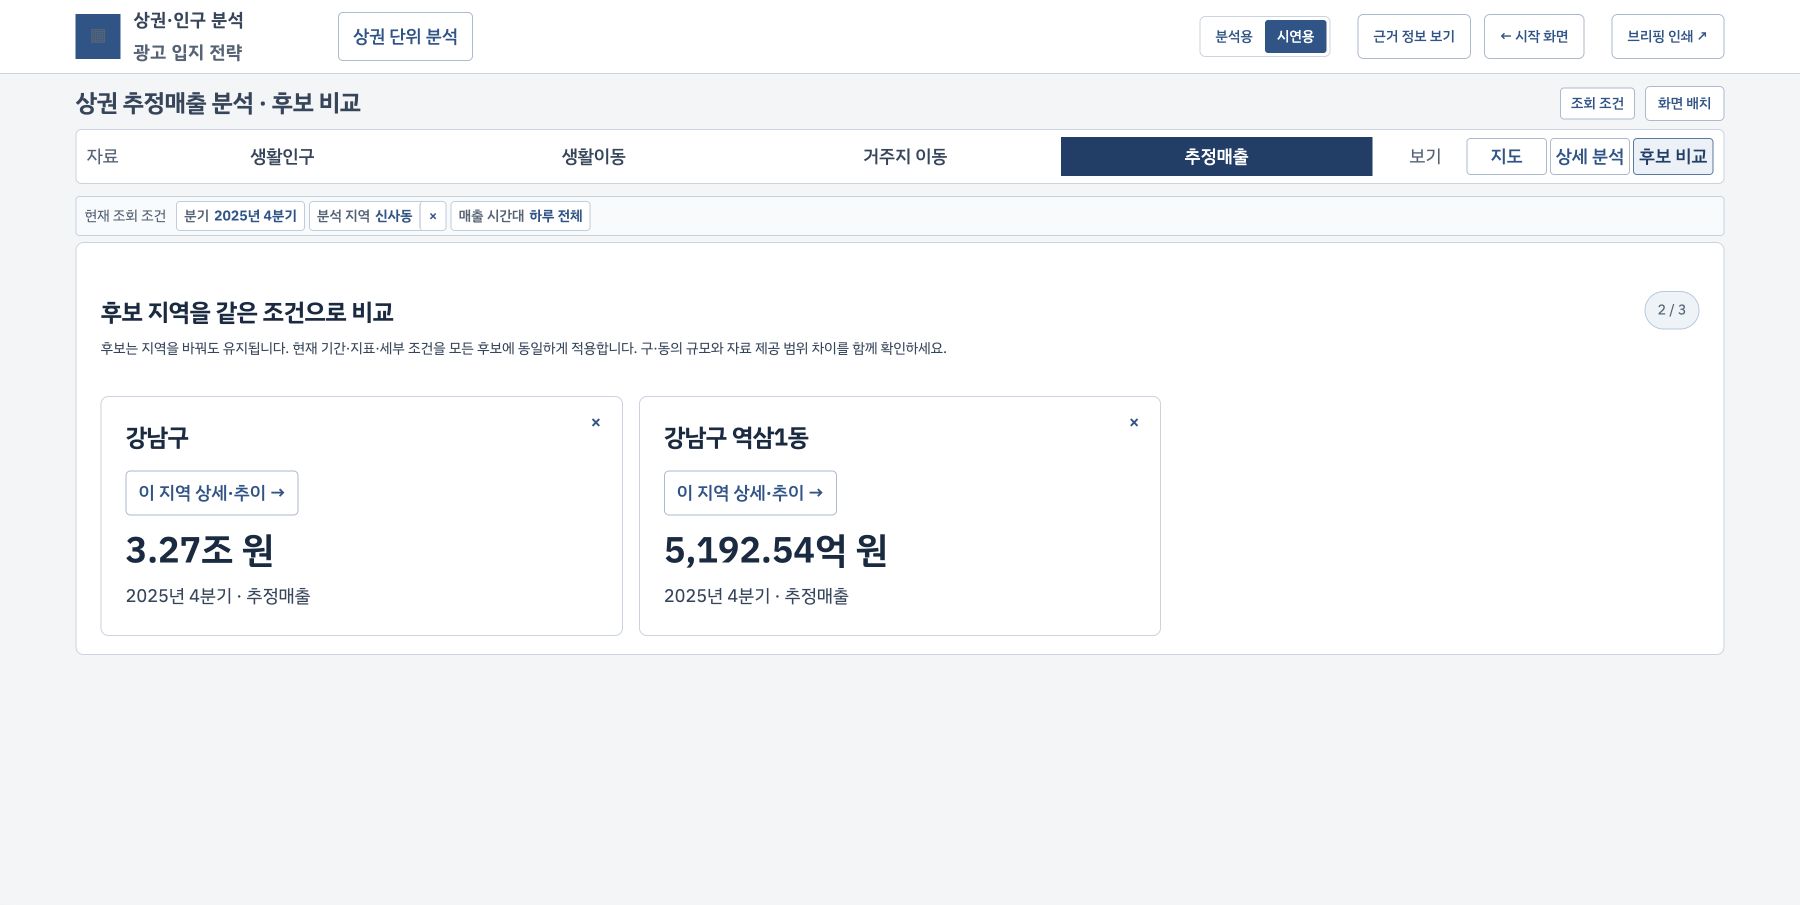 상권·인구 분석
광고 입지 전략
상권 단위 분석
분석용 시연용
근거 정보 보기
← 시작 화면
브리핑 인쇄 ↗
상권 추정매출 분석 · 후보 비교
조회 조건
화면 배치
자료 생활인구 생활이동 거주지 이동 추정매출 보기 지도 상세 분석 후보 비교
현재 조회 조건 분기 2025년 4분기 분석 지역 신사동 × 매출 시간대 하루 전체
후보 지역을 같은 조건으로 비교
2 / 3
후보는 지역을 바꿔도 유지됩니다. 현재 기간·지표·세부 조건을 모든 후보에 동일하게 적용합니다. 구·동의 규모와 자료 제공 범위 차이를 함께 확인하세요.
강남구 ×
이 지역 상세·추이 →
3.27조 원
2025년 4분기 · 추정매출
강남구 역삼1동 ×
이 지역 상세·추이 →
5,192.54억 원
2025년 4분기 · 추정매출